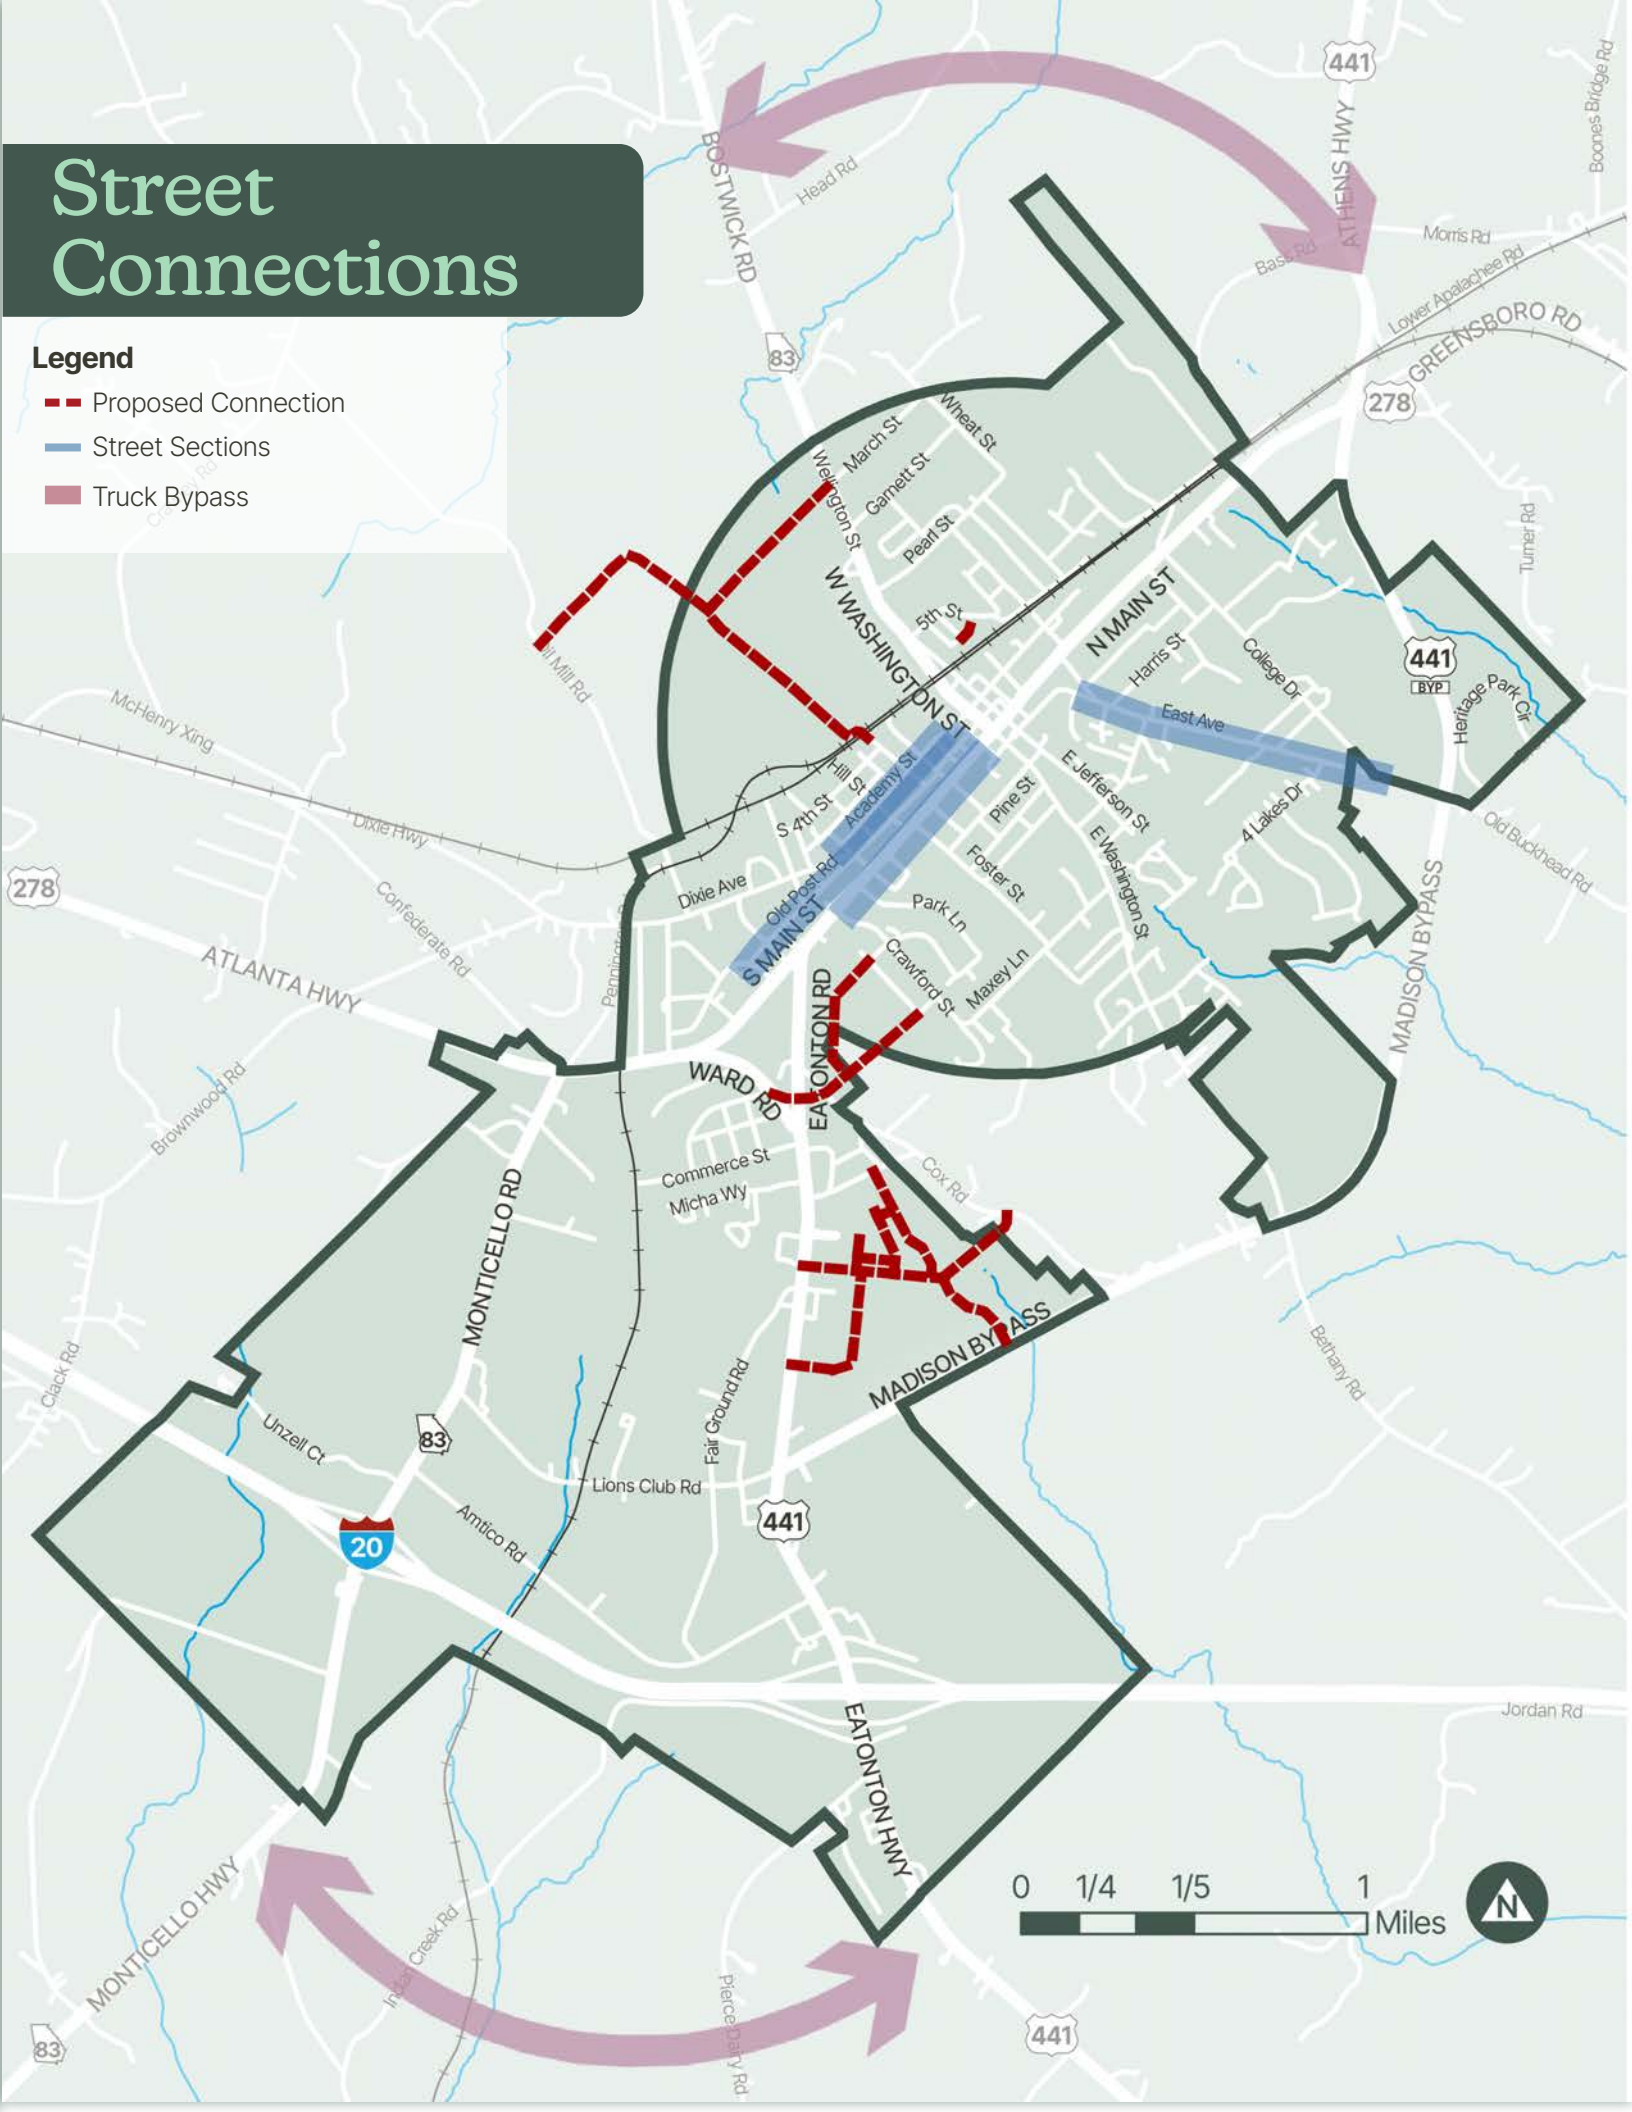 Street
Connections
Legend
Proposed Connection
Street Sections
Truck Bypass
441
ATHENS HWY
Boones Bridge Rd
BOSTWICK RD
Head Rd
Bass Rd
Morris Rd
Lower Apalachee Rd
GREENSBORO RD
83
278
Wheat St
March St
Wellington St
Garnett St
Pearl St
Turner Rd
5th St
W WASHINGTON ST
N MAIN ST
Harris St
College Dr
441
BYP
Heritage Park Cir
East Ave
Mill Rd
McHenry Xing
Dixie Hwy
Hill St
Academy St
S 4th St
Pine St
E Jefferson St
4 Lakes Dr
Old Buckhead Rd
E Washington St
278
Confederate Rd
Dixie Ave
Old Post Rd
S MAIN ST
Foster St
Park Ln
MADISON BYPASS
ATLANTA HWY
Crawford St
Maxey Ln
EATONTON RD
WARD RD
Brownwood Rd
Commerce St
Micha Wy
Cox Rd
MONTICELLO RD
MADISON BYPASS
Clack Rd
Bethany Rd
Fair Ground Rd
Unzell Ct
83
Lions Club Rd
Amtico Rd
441
20
Jordan Rd
EATONTON HWY
MONTICELLO HWY
Indian Creek Rd
Pierce Dairy Rd
0 1/4 1/5 1
Miles
N
83
441